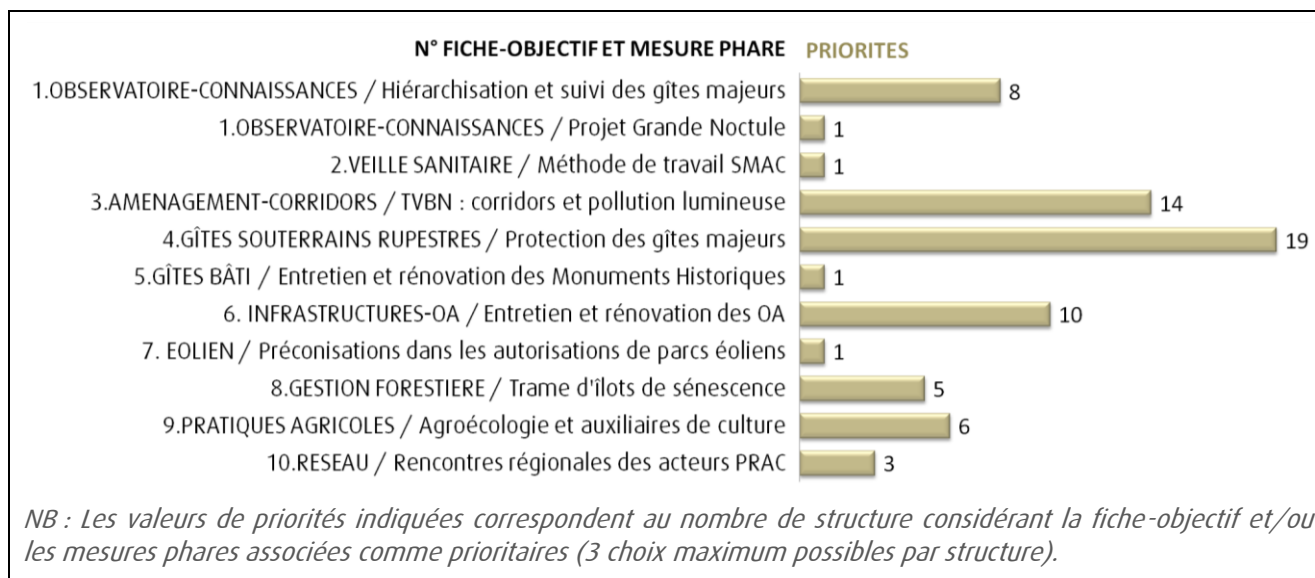 N° FICHE-OBJECTIF ET MESURE PHARE PRIORITES
1.OBSERVATOIRE-CONNAISSANCES / Hiérarchisation et suivi des gîtes majeurs 8
1.OBSERVATOIRE-CONNAISSANCES / Projet Grande Noctule 1
2.VEILLE SANITAIRE / Méthode de travail SMAC 1
3.AMENAGEMENT-CORRIDORS / TVBN : corridors et pollution lumineuse 14
4.GÎTES SOUTERRAINS RUPESTRES / Protection des gîtes majeurs 19
5.GÎTES BÂTI / Entretien et rénovation des Monuments Historiques 1
6. INFRASTRUCTURES-OA / Entretien et rénovation des OA 10
7. EOLIEN / Préconisations dans les autorisations de parcs éoliens 1
8.GESTION FORESTIERE / Trame d'îlots de sénescence 5
9.PRATIQUES AGRICOLES / Agroécologie et auxiliaires de culture 6
10.RESEAU / Rencontres régionales des acteurs PRAC 3
NB : Les valeurs de priorités indiquées correspondent au nombre de structure considérant la fiche-objectif et/ou
les mesures phares associées comme prioritaires (3 choix maximum possibles par structure).